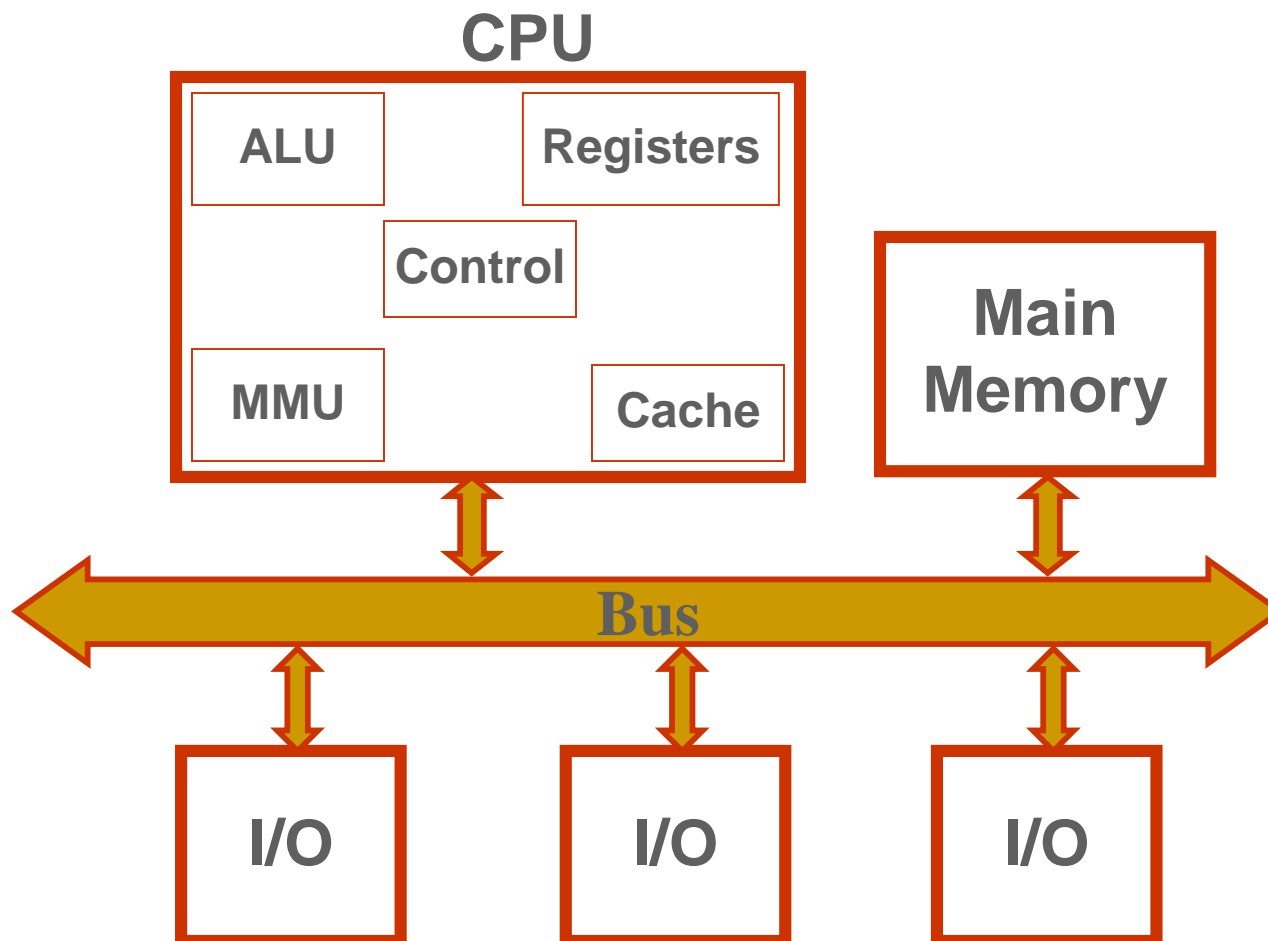 CPU
ALU
Registers
Control
MMU
Cache
Main
Memory
Bus
I/O
I/O
I/O